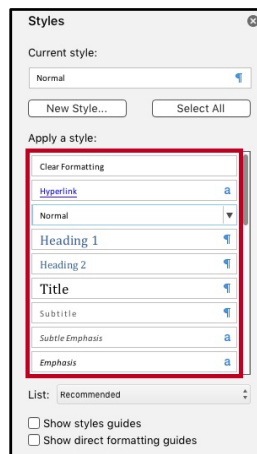 Styles
Current style:
Normal ¶
New Style... Select All
Apply a style:
Clear Formatting
Hyperlink a
Normal
Heading 1 ¶
Heading 2 ¶
Title ¶
Subtitle ¶
Subtle Emphasis a
Emphasis a
List: Recommended
Show styles guides
Show direct formatting guides